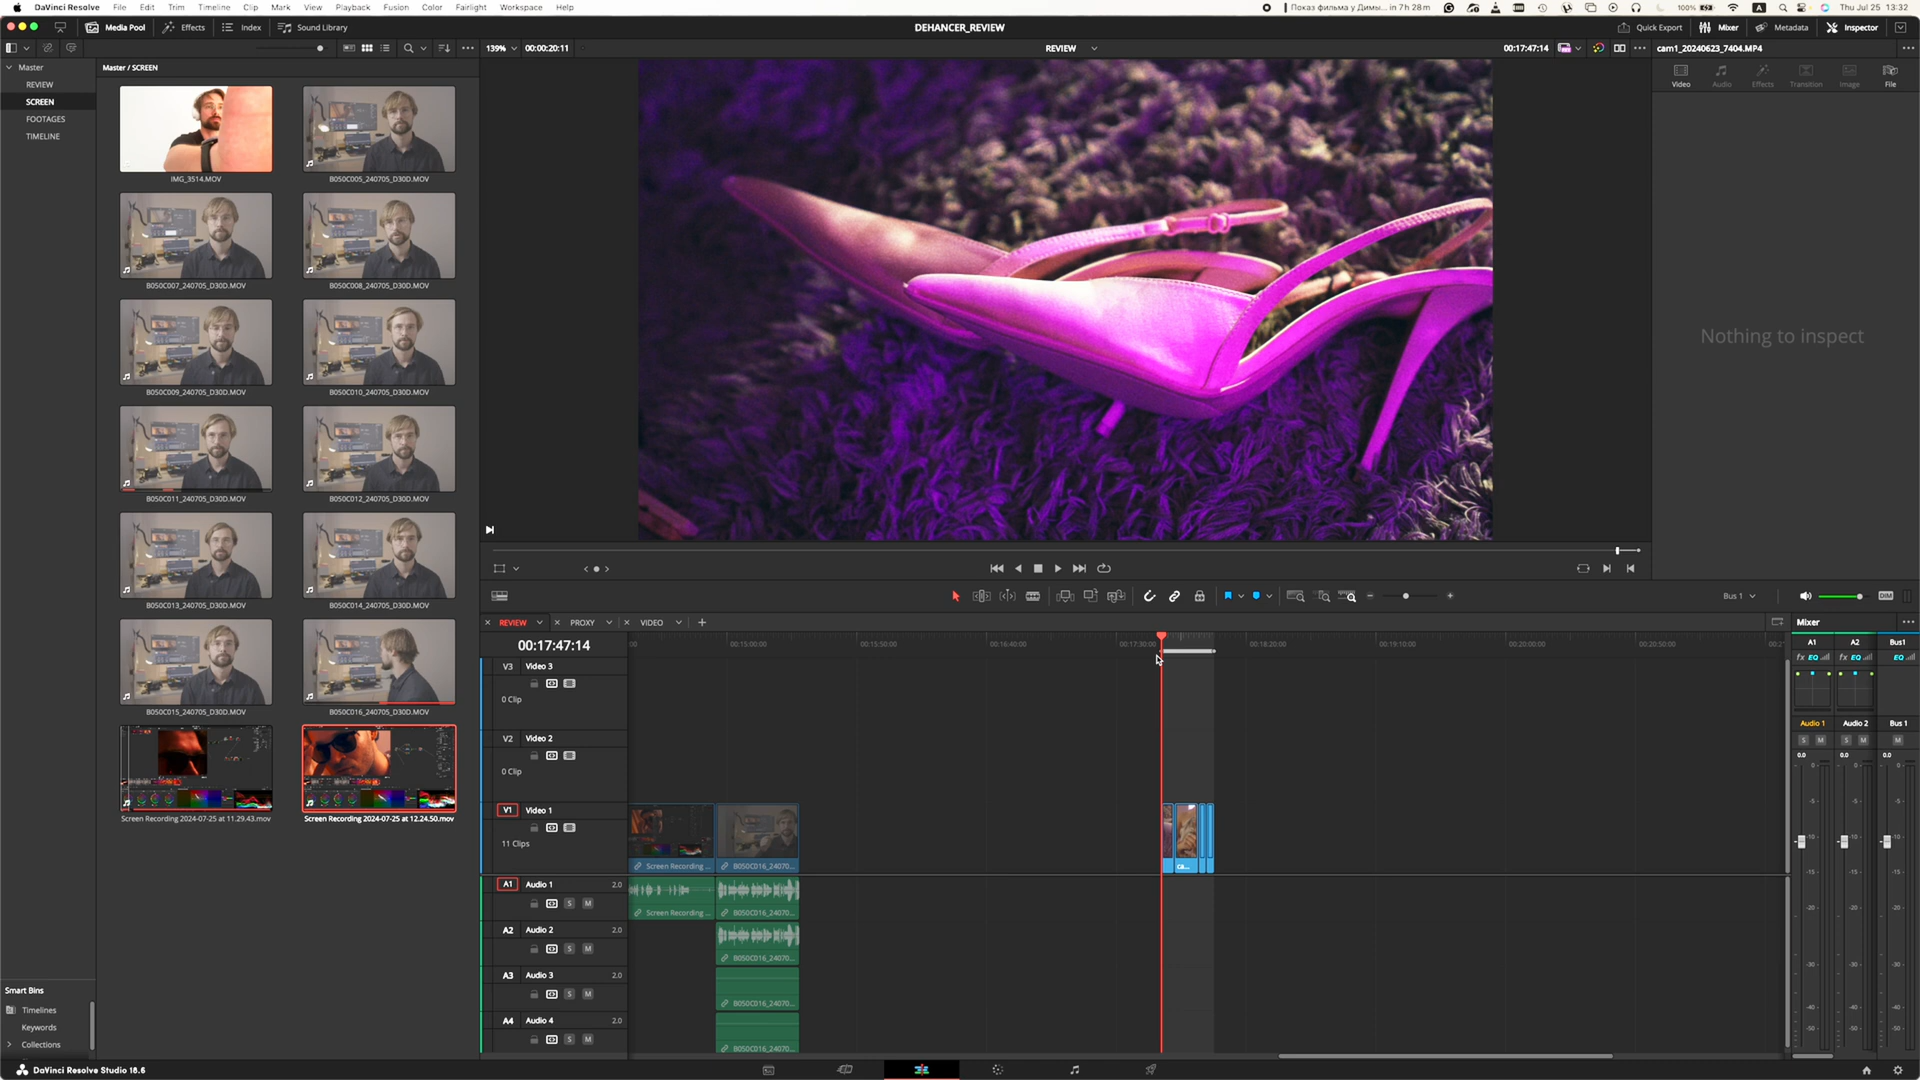 DaVinci Resolve File Edit Trim Timeline Clip Mark View Playback Fusion Color Fairlight Workspace Help
Показ фильма у Димы... in 7h 28m 100% Thu Jul 25 13:32
Media Pool Effects Index Sound Library DEHANCER_REVIEW Quick Export Mixer Metadata Inspector
139% 00:00:20:11 REVIEW 00:17:47:14 cam1_20240623_7404.MP4
Master Master / SCREEN
REVIEW
SCREEN
FOOTAGES
TIMELINE
Video Audio Effects Transition Image File
Nothing to inspect
IMG_3514.MOV B050C005_240705_D30D.MOV
B050C007_240705_D30D.MOV B050C008_240705_D30D.MOV
B050C009_240705_D30D.MOV B050C010_240705_D30D.MOV
B050C011_240705_D30D.MOV B050C012_240705_D30D.MOV
B050C013_240705_D30D.MOV B050C014_240705_D30D.MOV
B050C015_240705_D30D.MOV B050C016_240705_D30D.MOV
Screen Recording 2024-07-25 at 11.29.43.mov Screen Recording 2024-07-25 at 12.24.50.mov
Smart Bins
Timelines
Keywords
Collections
Bus 1 DIM
REVIEW PROXY VIDEO
Mixer
00:17:47:14 00:15:00:00 00:15:50:00 00:16:40:00 00:17:30:00 00:18:20:00 00:19:10:00 00:20:00:00 00:20:50:00
A1 A2 Bus1
fx EQ fx EQ EQ
V3 Video 3
0 Clip
V2 Video 2
0 Clip
V1 Video 1
11 Clips
Screen Recording ... B050C016_24070... ca...
A1 Audio 1 2.0
S M
Screen Recording ... B050C016_24070...
A2 Audio 2 2.0
S M
B050C016_24070...
A3 Audio 3 2.0
S M
B050C016_24070...
A4 Audio 4 2.0
S M
B050C016_24070...
Audio 1 Audio 2 Bus 1
S M S M M
0.0 0.0 0.0
DaVinci Resolve Studio 18.6